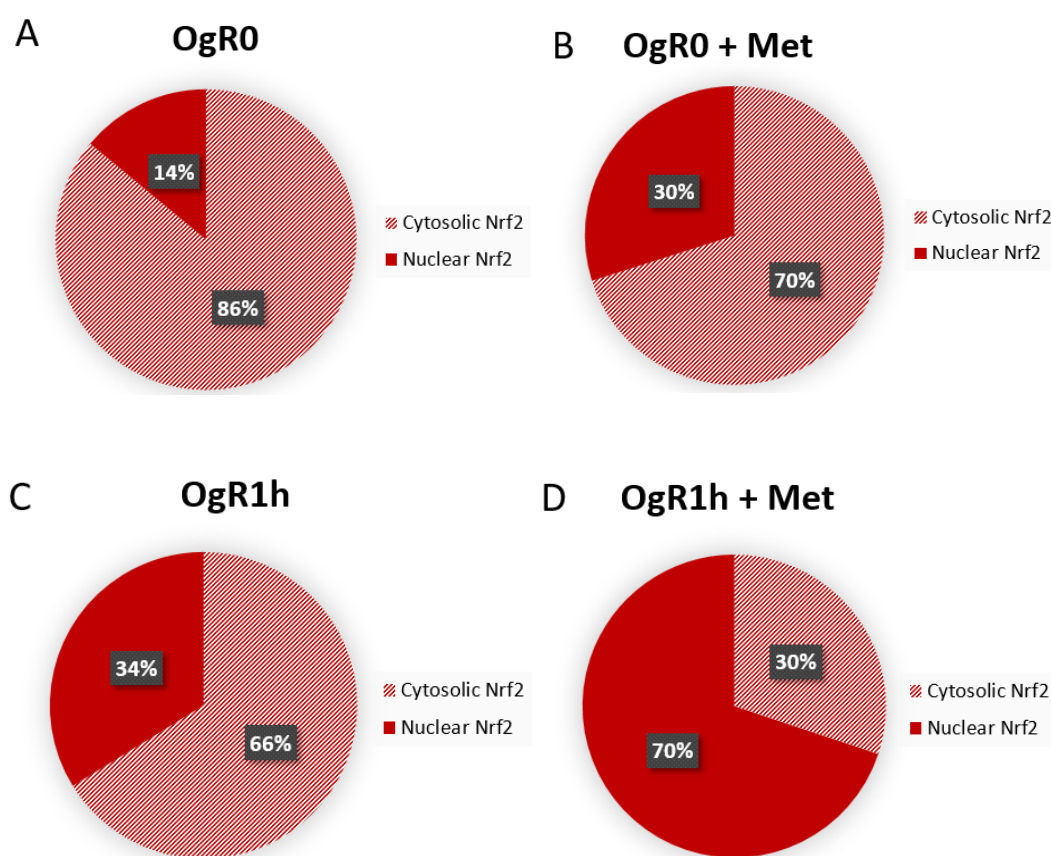 A
OgR0
14%
86%
Cytosolic Nrf2
Nuclear Nrf2
B
OgR0 + Met
30%
70%
Cytosolic Nrf2
Nuclear Nrf2
C
OgR1h
34%
66%
Cytosolic Nrf2
Nuclear Nrf2
D
OgR1h + Met
30%
70%
Cytosolic Nrf2
Nuclear Nrf2